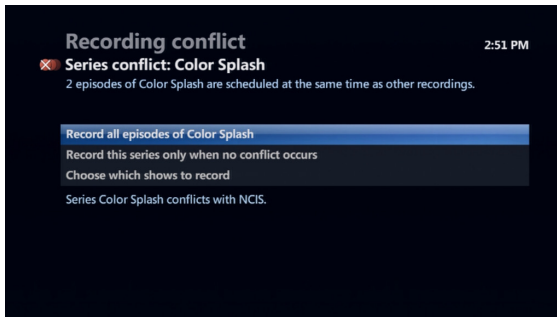 Recording conflict
2:51 PM
Series conflict: Color Splash
2 episodes of Color Splash are scheduled at the same time as other recordings.
Record all episodes of Color Splash
Record this series only when no conflict occurs
Choose which shows to record
Series Color Splash conflicts with NCIS.